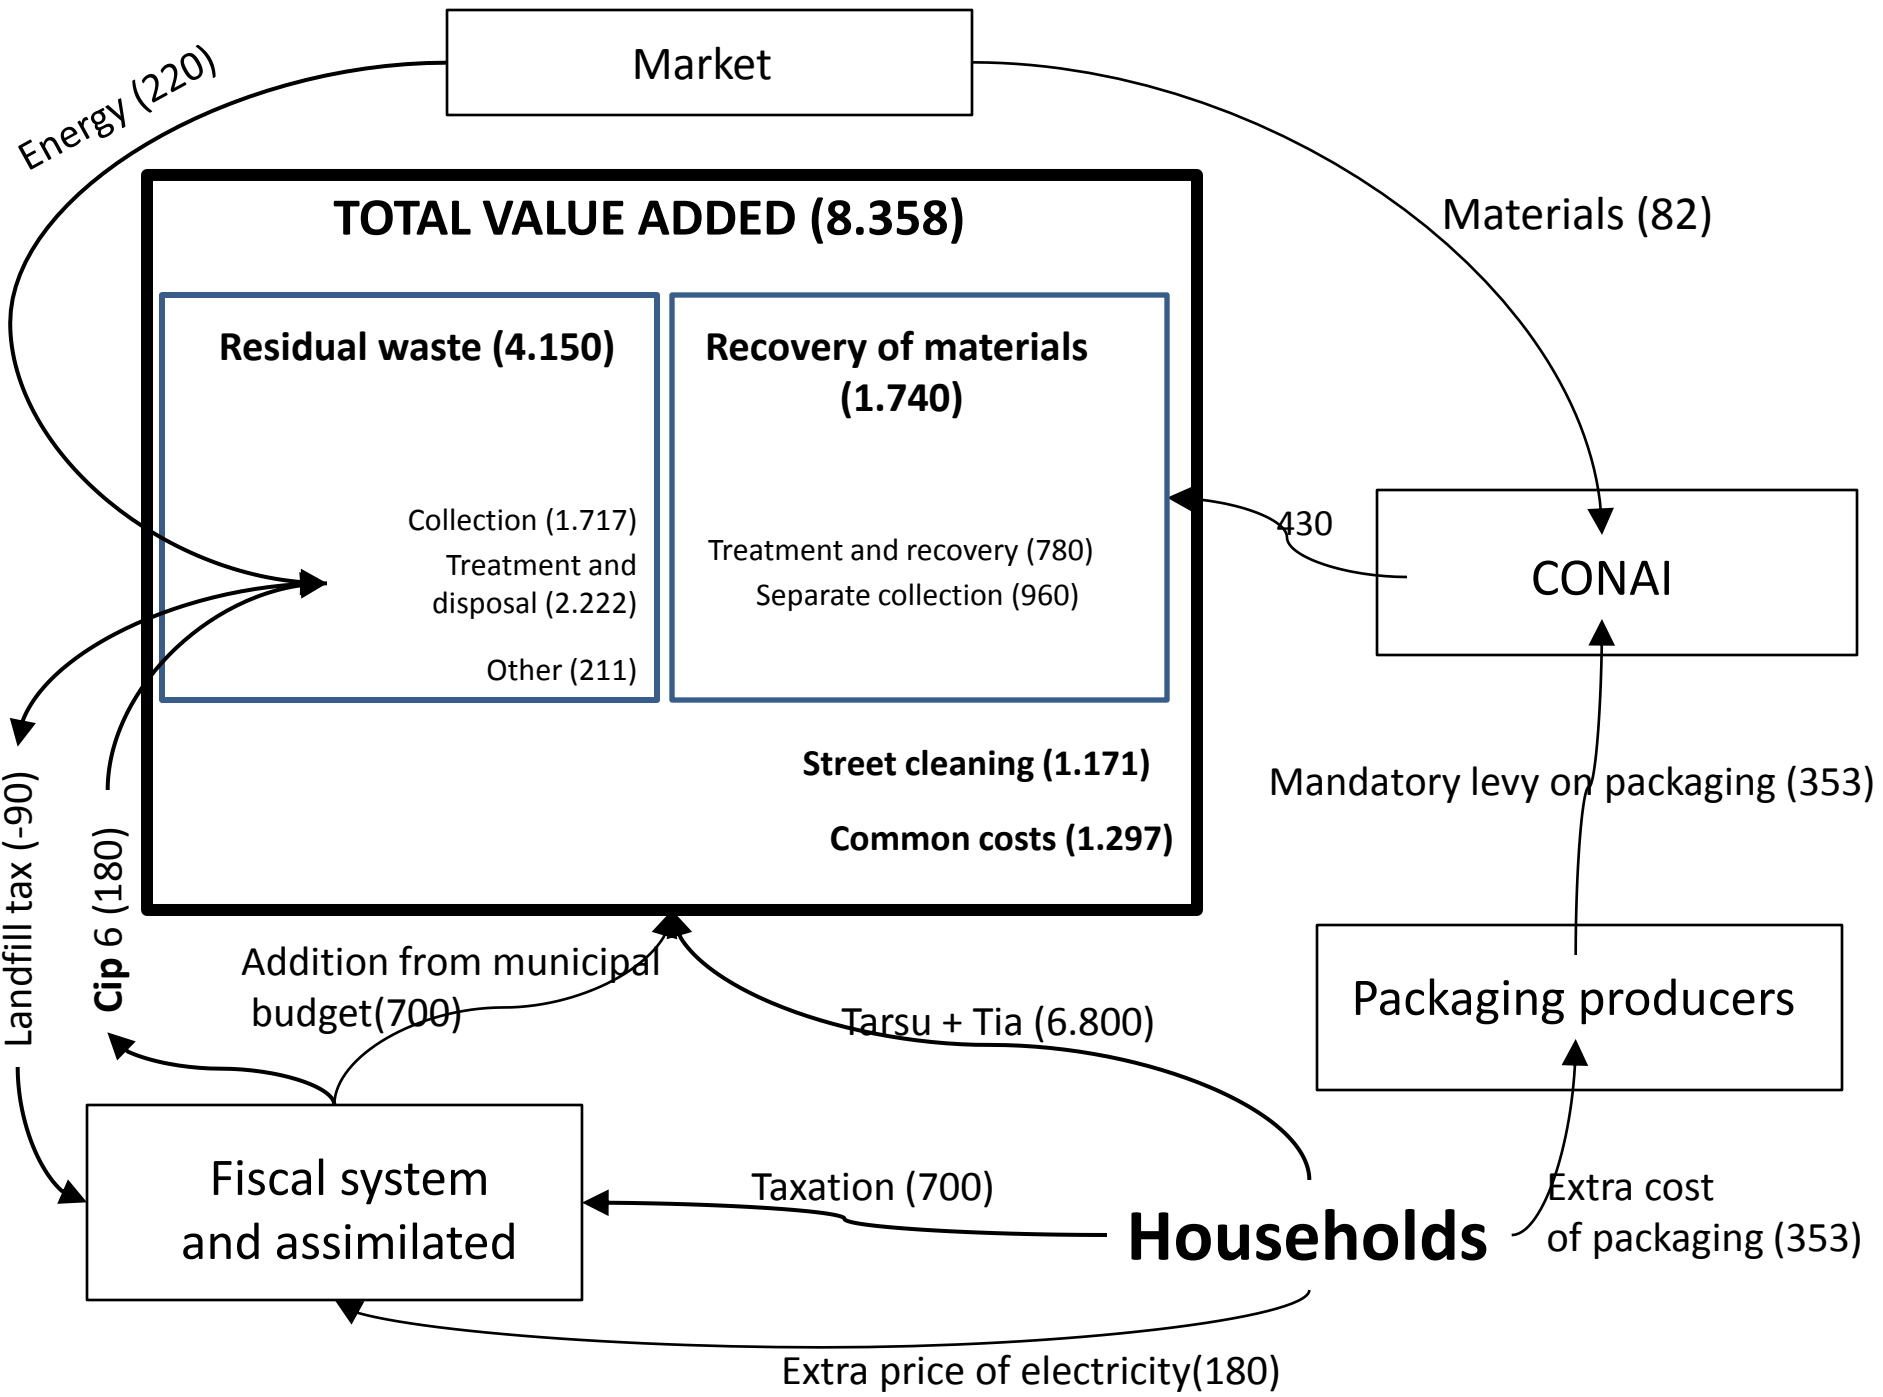 Market
Energy (220)
Materials (82)
TOTAL VALUE ADDED (8.358)
Residual waste (4.150)
Collection (1.717)
Treatment and
disposal (2.222)
Other (211)
Recovery of materials
(1.740)
Treatment and recovery (780)
Separate collection (960)
430
CONAI
Street cleaning (1.171)
Common costs (1.297)
Mandatory levy on packaging (353)
Landfill tax (-90)
Cip 6 (180)
Addition from municipal
budget(700)
Tarsu + Tia (6.800)
Packaging producers
Fiscal system
and assimilated
Taxation (700)
Households
Extra cost
of packaging (353)
Extra price of electricity(180)